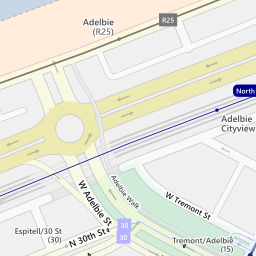 Adelbie
(R25)
R25
North
Adelbie
Cityview
Adelbie Walk
W Adelbie St
W Tremont St
30
30
Espitell/30 St
(30)
N 30th St
Tremont/Adelbie
(15)